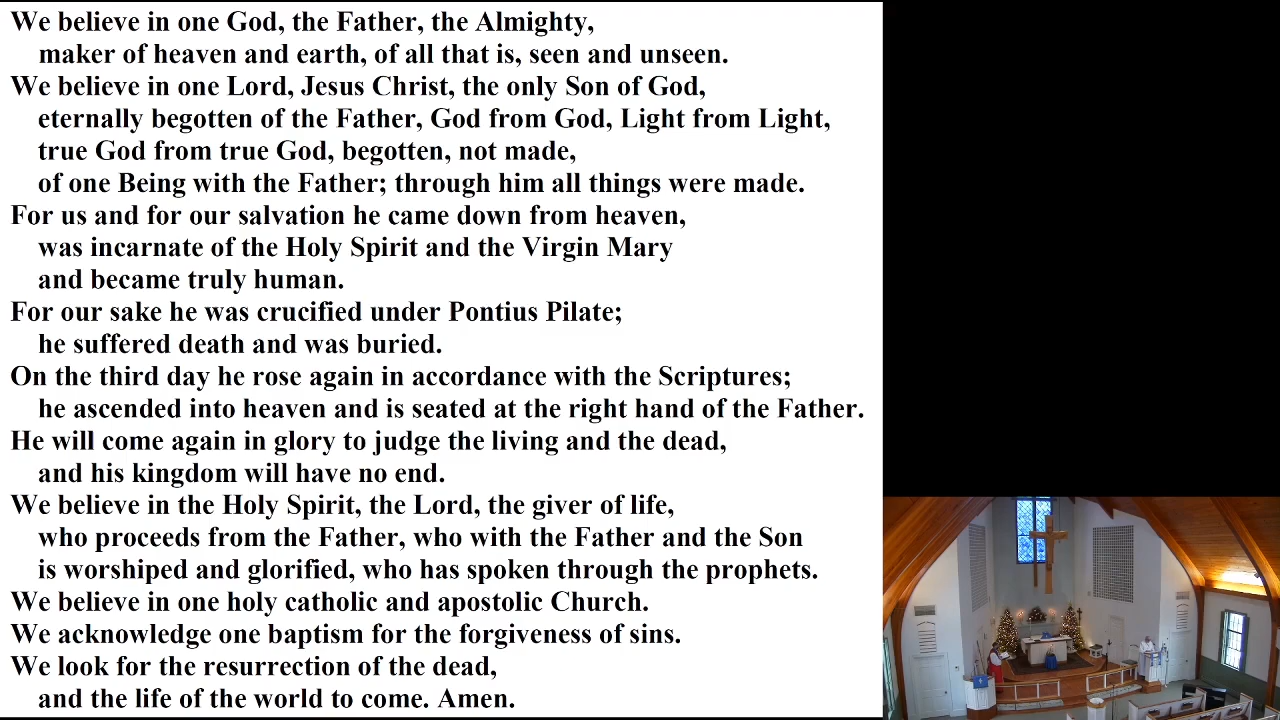 We believe in one God, the Father, the Almighty,
maker of heaven and earth, of all that is, seen and unseen.
We believe in one Lord, Jesus Christ, the only Son of God,
eternally begotten of the Father, God from God, Light from Light,
true God from true God, begotten, not made,
of one Being with the Father; through him all things were made.
For us and for our salvation he came down from heaven,
was incarnate of the Holy Spirit and the Virgin Mary
and became truly human.
For our sake he was crucified under Pontius Pilate;
he suffered death and was buried.
On the third day he rose again in accordance with the Scriptures;
he ascended into heaven and is seated at the right hand of the Father.
He will come again in glory to judge the living and the dead,
and his kingdom will have no end.
We believe in the Holy Spirit, the Lord, the giver of life,
who proceeds from the Father, who with the Father and the Son
is worshiped and glorified, who has spoken through the prophets.
We believe in one holy catholic and apostolic Church.
We acknowledge one baptism for the forgiveness of sins.
We look for the resurrection of the dead,
and the life of the world to come. Amen.